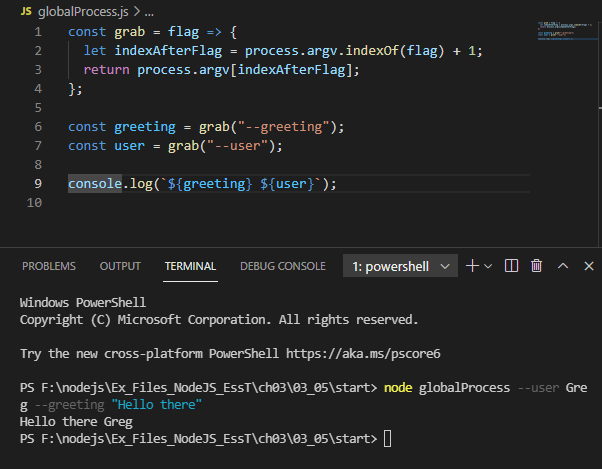 JS globalProcess.js > ...
1 const grab = flag => {
2   let indexAfterFlag = process.argv.indexOf(flag) + 1;
3   return process.argv[indexAfterFlag];
4 };
5
6 const greeting = grab("--greeting");
7 const user = grab("--user");
8
9 console.log(`${greeting} ${user}`);
10
PROBLEMS OUTPUT TERMINAL DEBUG CONSOLE 1: powershell
Windows PowerShell
Copyright (C) Microsoft Corporation. All rights reserved.
Try the new cross-platform PowerShell https://aka.ms/pscore6
PS F:\nodejs\Ex_Files_NodeJS_EssT\ch03\03_05\start> node globalProcess --user Gre
g --greeting "Hello there"
Hello there Greg
PS F:\nodejs\Ex_Files_NodeJS_EssT\ch03\03_05\start>